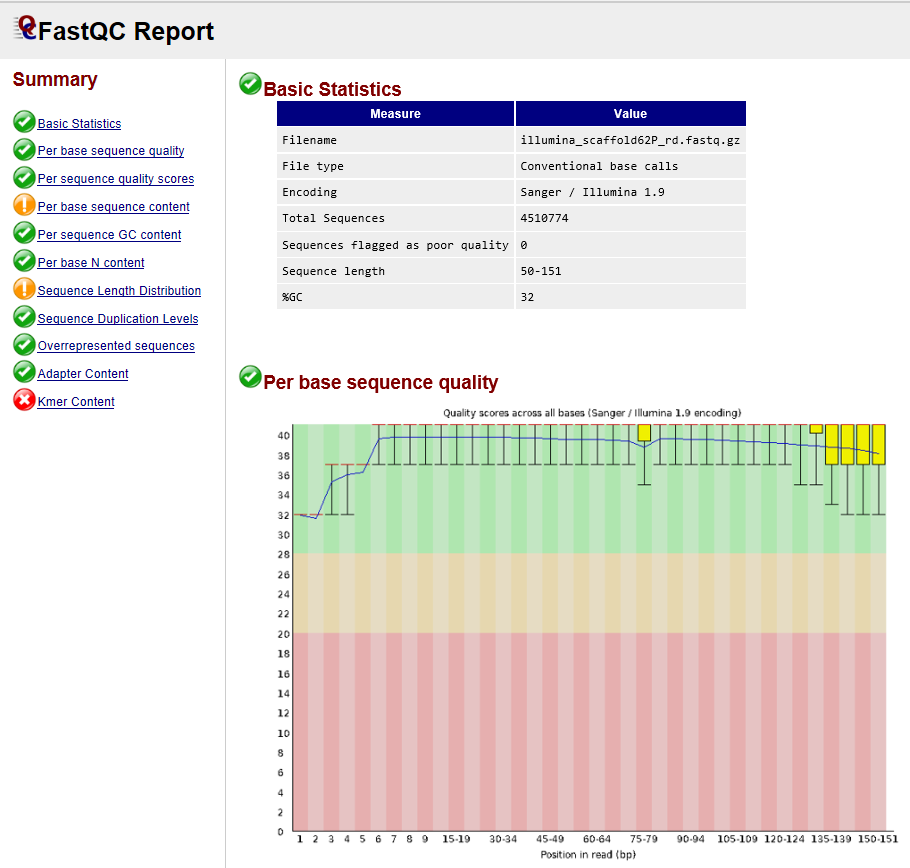 FastQC Report
Summary
Basic Statistics
Per base sequence quality
Per sequence quality scores
Per base sequence content
Per sequence GC content
Per base N content
Sequence Length Distribution
Sequence Duplication Levels
Overrepresented sequences
Adapter Content
Kmer Content
Basic Statistics
Measure Value
Filename illumina_scaffold62P_rd.fastq.gz
File type Conventional base calls
Encoding Sanger / Illumina 1.9
Total Sequences 4510774
Sequences flagged as poor quality 0
Sequence length 50-151
%GC 32
Per base sequence quality
Quality scores across all bases (Sanger / Illumina 1.9 encoding)
40
38
36
34
32
30
28
26
24
22
20
18
16
14
12
10
8
6
4
2
0
1 2 3 4 5 6 7 8 9 15-19 30-34 45-49 60-64 75-79 90-94 105-109 120-124 135-139 150-151
Position in read (bp)